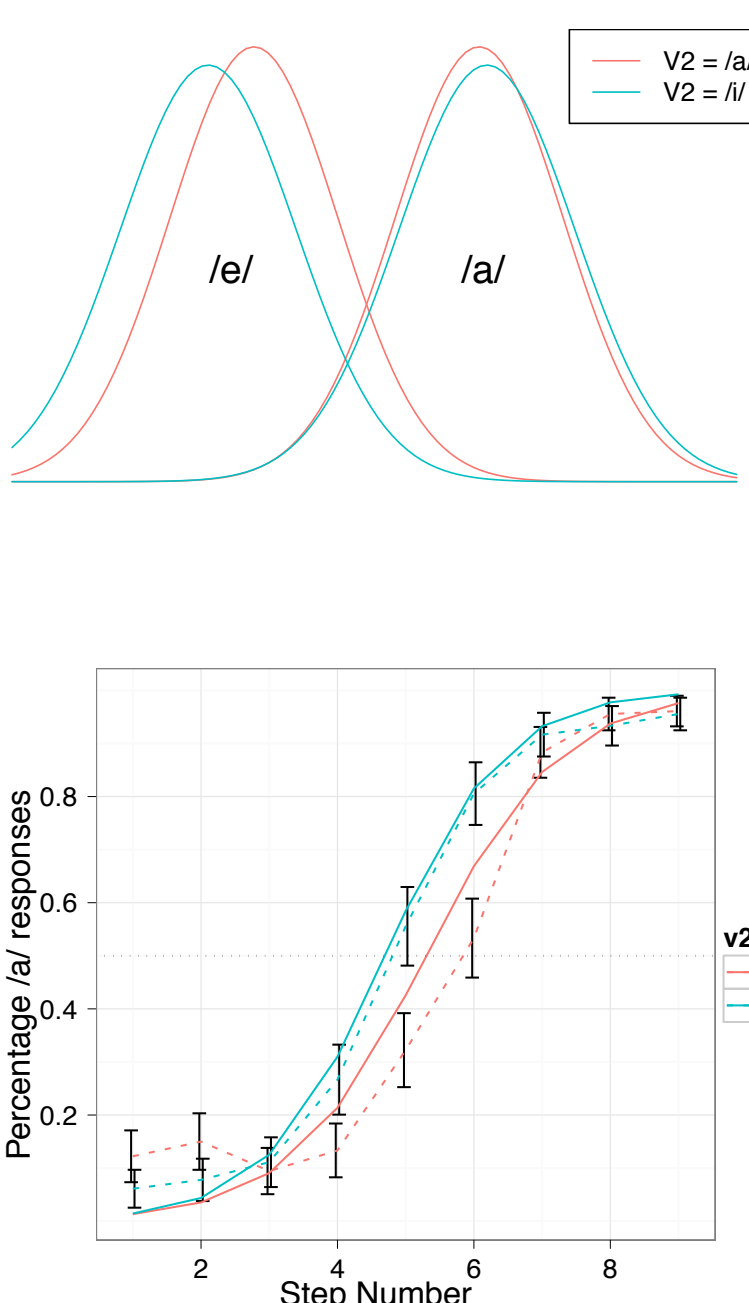 V2 = /a/
V2 = /i/
/e/
/a/
Percentage /a/ responses
0.8
0.6
0.4
0.2
v2
2
4
6
8
Step Number